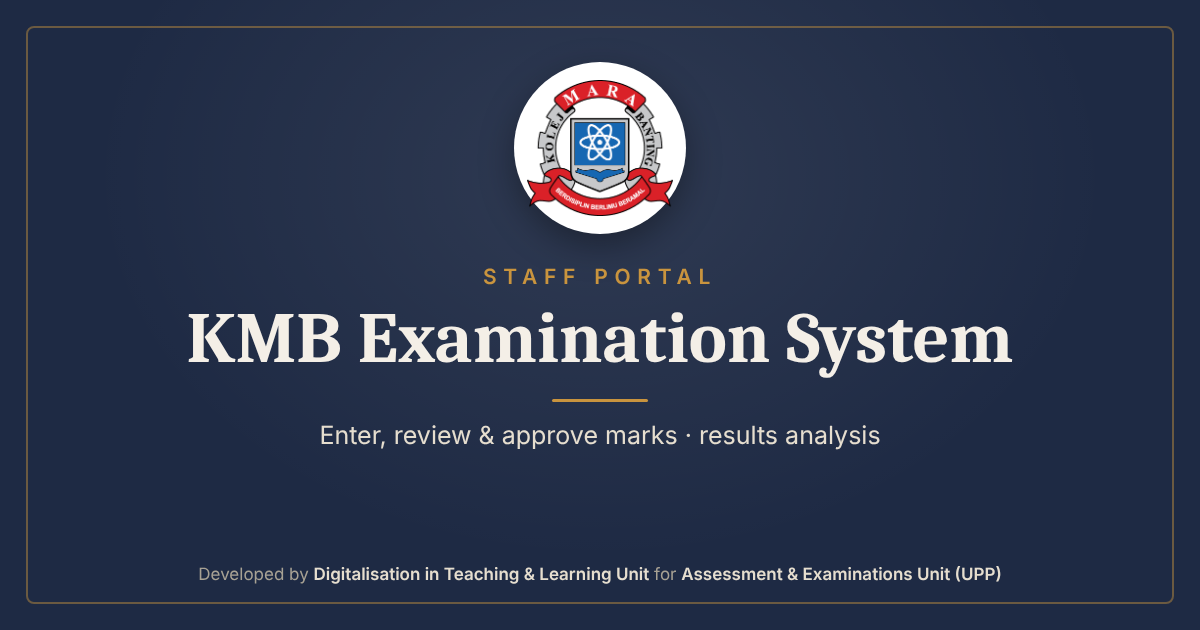 MARA
KOLEJ
BANTING
BERDISIPLIN BERILMU BERAMAL
STAFF PORTAL
KMB Examination System
Enter, review & approve marks · results analysis
Developed by Digitalisation in Teaching & Learning Unit for Assessment & Examinations Unit (UPP)